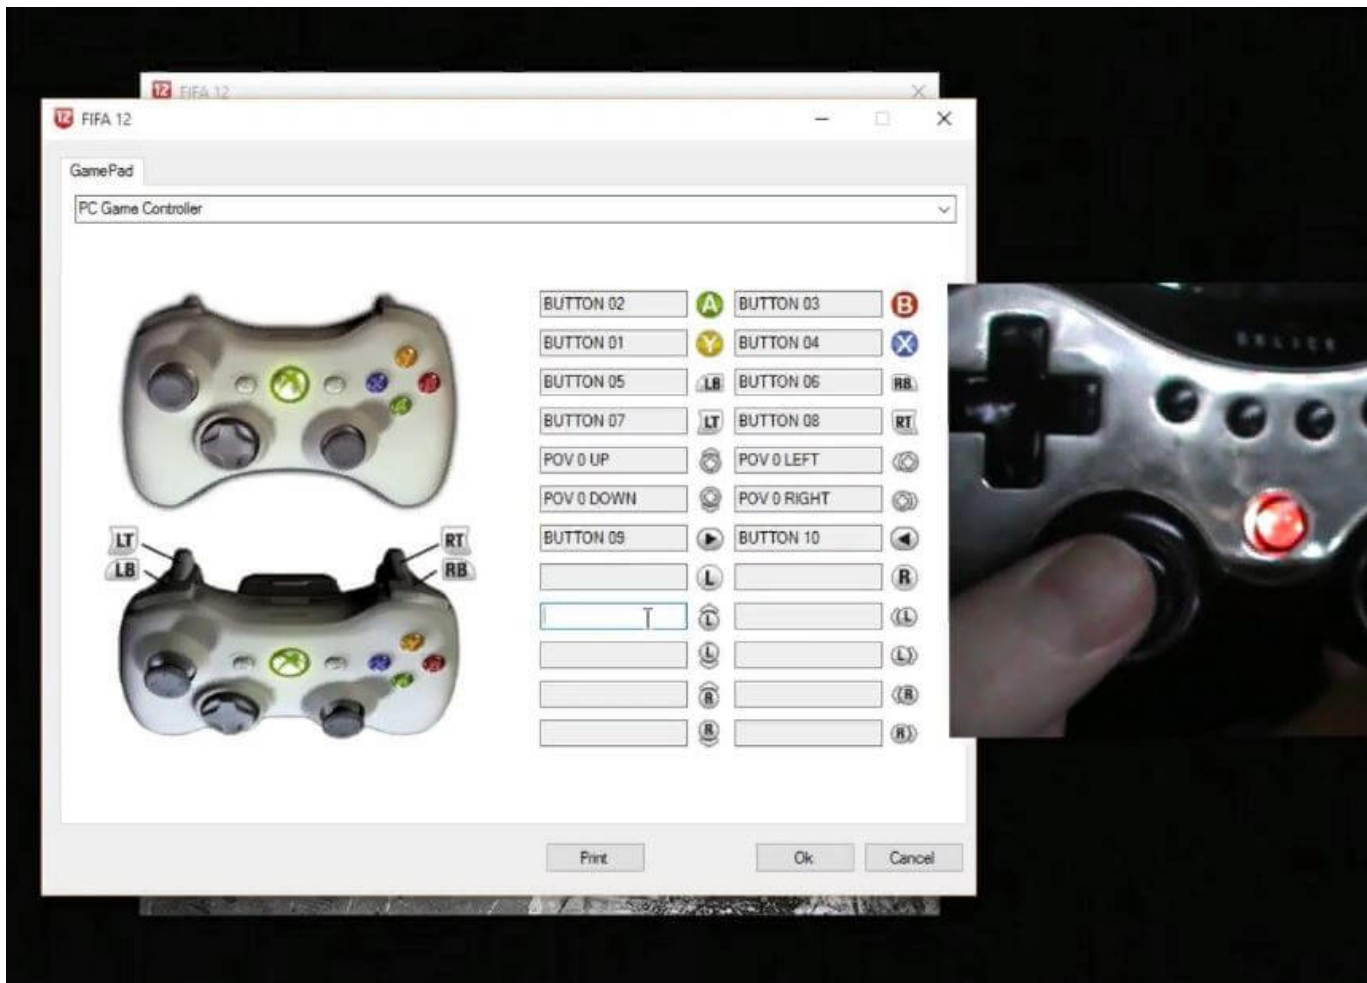 12 FIFA 12
12 FIFA 12
GamePad
PC Game Controller
BUTTON 02 A BUTTON 03 B
BUTTON 01 Y BUTTON 04 X
BUTTON 05 LB BUTTON 06 RB
BUTTON 07 LT BUTTON 08 RT
POV 0 UP POV 0 LEFT
POV 0 DOWN POV 0 RIGHT
BUTTON 09 BUTTON 10
L R
L L
L L
R R
R R
LT RT
LB RB
Print Ok Cancel